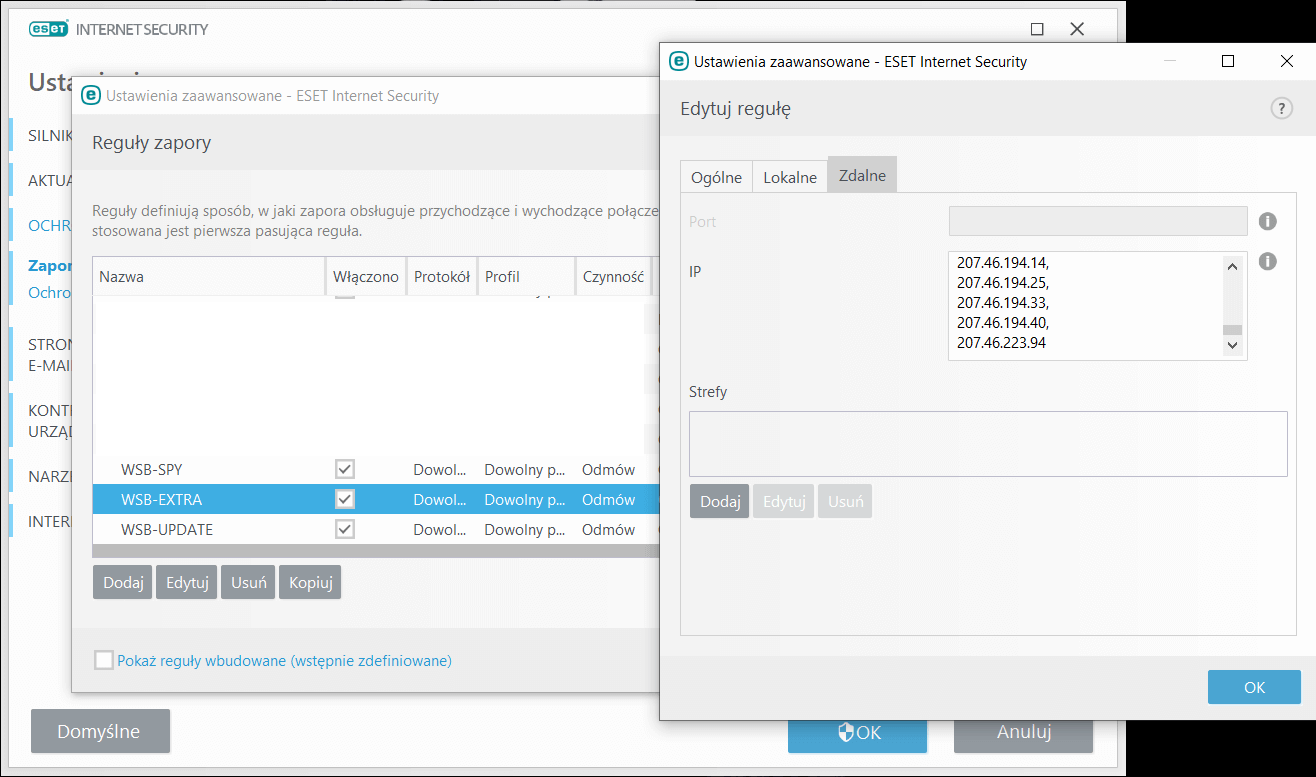 eset INTERNET SECURITY
Usta
SILNIK
AKTUA
OCHR
Zapor
Ochro
STRON
E-MAI
KONT
URZĄD
NARZĘ
INTER
Ustawienia zaawansowane - ESET Internet Security
Reguły zapory
Reguły definiują sposób, w jaki zapora obsługuje przychodzące i wychodzące połącze
stosowana jest pierwsza pasująca reguła.
Nazwa Włączono Protokół Profil Czynność
WSB-SPY Dowol... Dowolny p... Odmów
WSB-EXTRA Dowol... Dowolny p... Odmów
WSB-UPDATE Dowol... Dowolny p... Odmów
Dodaj Edytuj Usuń Kopiuj
Pokaż reguły wbudowane (wstępnie zdefiniowane)
Domyślne OK Anuluj
e Ustawienia zaawansowane - ESET Internet Security
Edytuj regułę ?
Ogólne Lokalne Zdalne
Port
IP
207.46.194.14,
207.46.194.25,
207.46.194.33,
207.46.194.40,
207.46.223.94
Strefy
Dodaj Edytuj Usuń
OK